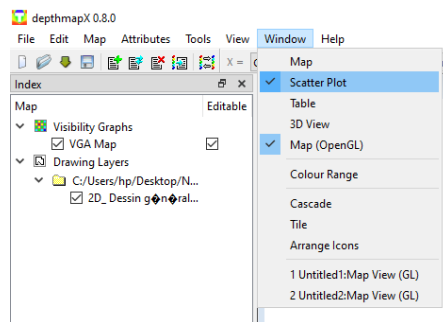 depthmapX 0.8.0
File Edit Map Attributes Tools View Window Help
X =
Index
Map Editable
Visibility Graphs
VGA Map
Drawing Layers
C:/Users/hp/Desktop/N...
2D_ Dessin g�n�ral...
Map
Scatter Plot
Table
3D View
Map (OpenGL)
Colour Range
Cascade
Tile
Arrange Icons
1 Untitled1:Map View (GL)
2 Untitled2:Map View (GL)